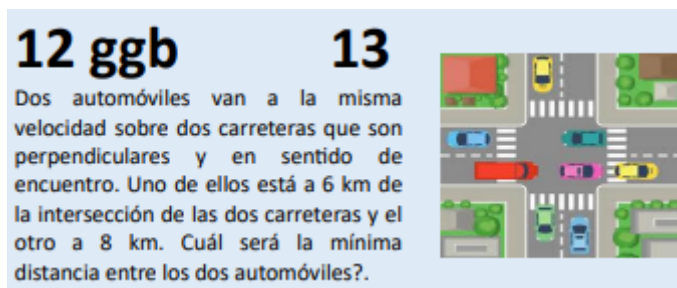 12 ggb 13
Dos automóviles van a la misma
velocidad sobre dos carreteras que son
perpendiculares y en sentido de
encuentro. Uno de ellos está a 6 km de
la intersección de las dos carreteras y el
otro a 8 km. Cuál será la mínima
distancia entre los dos automóviles?.